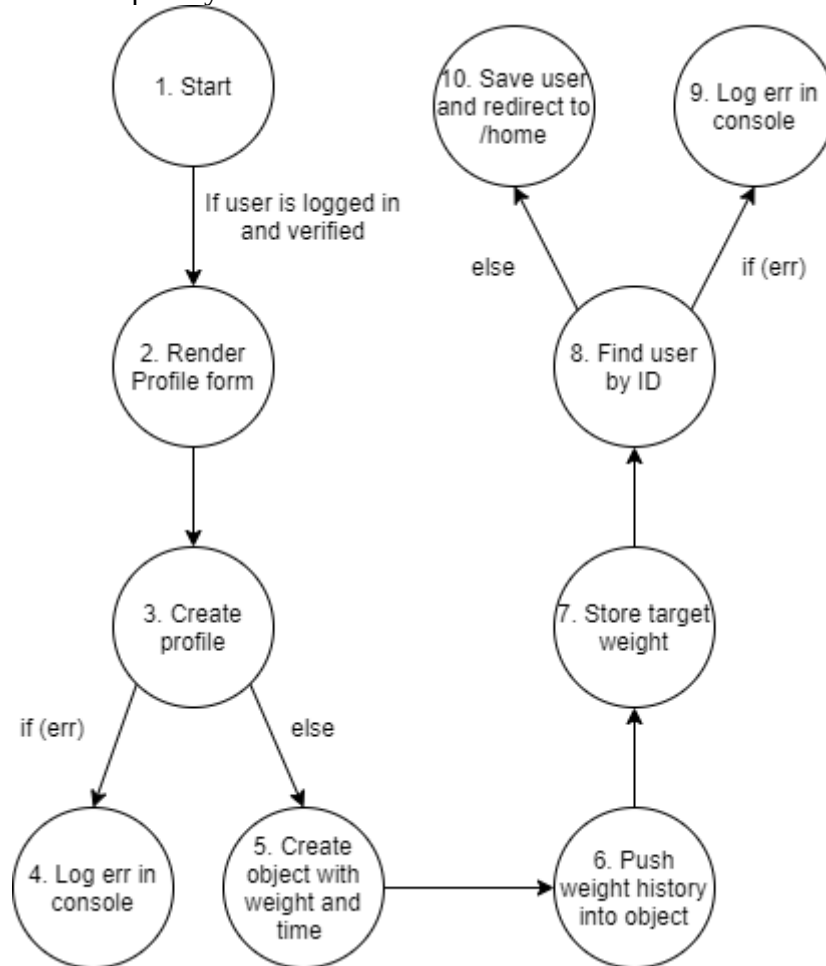 1. Start
If user is logged in
and verified
2. Render
Profile form
3. Create
profile
if (err)
else
4. Log err in
console
5. Create
object with
weight and
time
6. Push
weight history
into object
7. Store target
weight
8. Find user
by ID
else
if (err)
10. Save user
and redirect to
/home
9. Log err in
console